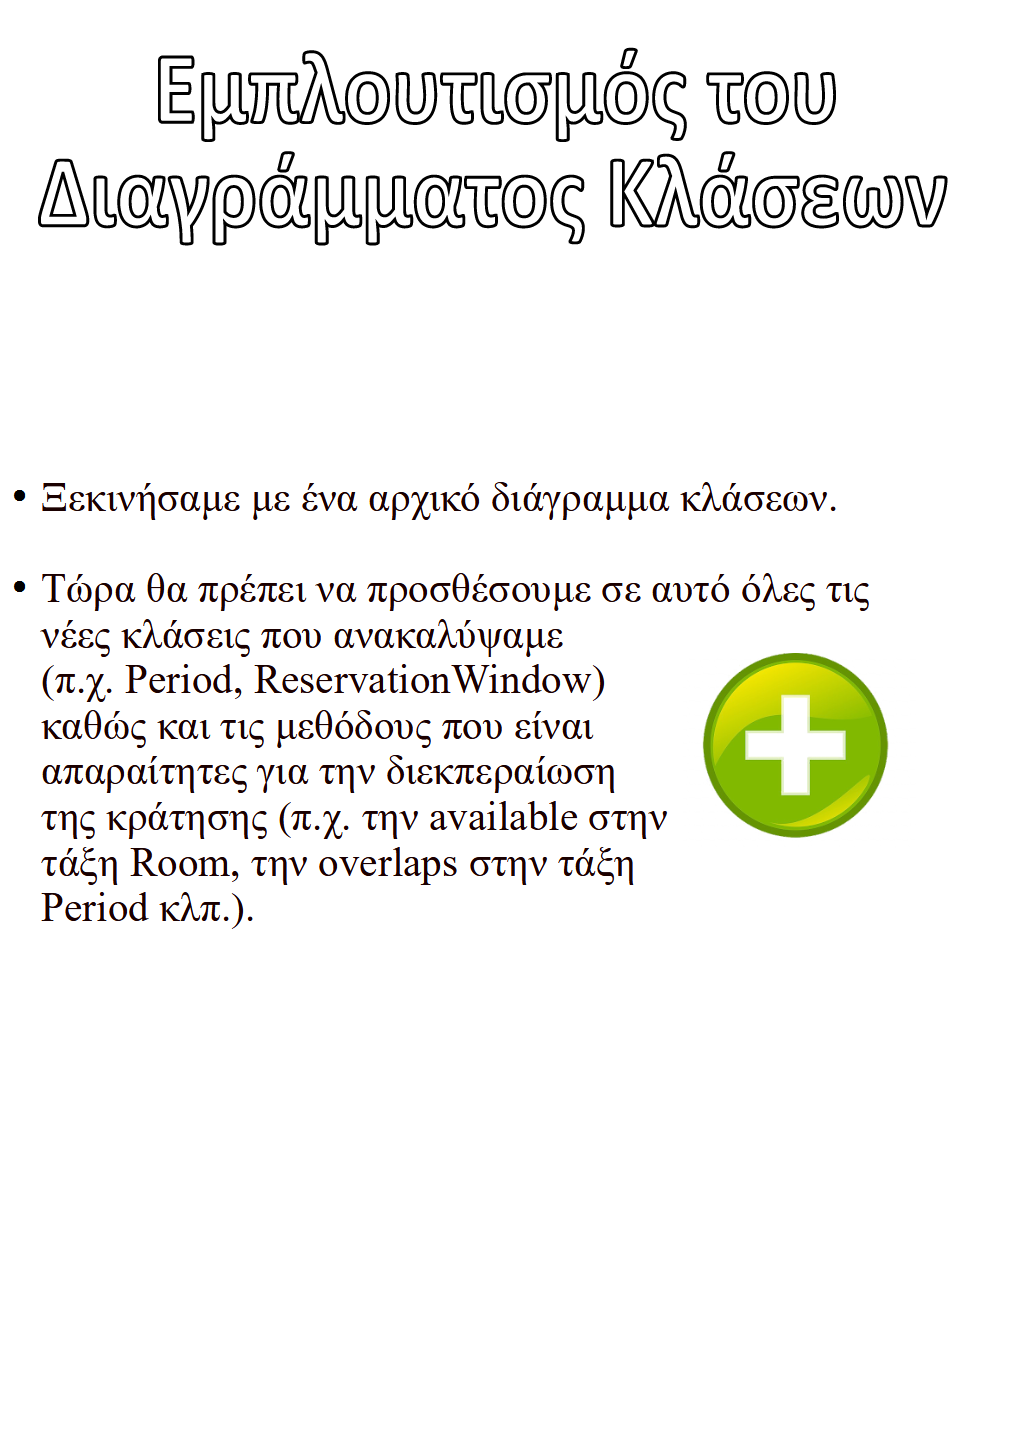 Εμπλουτισμός του
Διαγράμματος Κλάσεων
• Ξεκινήσαμε με ένα αρχικό διάγραμμα κλάσεων.
• Τώρα θα πρέπει να προσθέσουμε σε αυτό όλες τις
νέες κλάσεις που ανακαλύψαμε
(π.χ. Period, ReservationWindow)
καθώς και τις μεθόδους που είναι
απαραίτητες για την διεκπεραίωση
της κράτησης (π.χ. την available στην
τάξη Room, την overlaps στην τάξη
Period κλπ.).